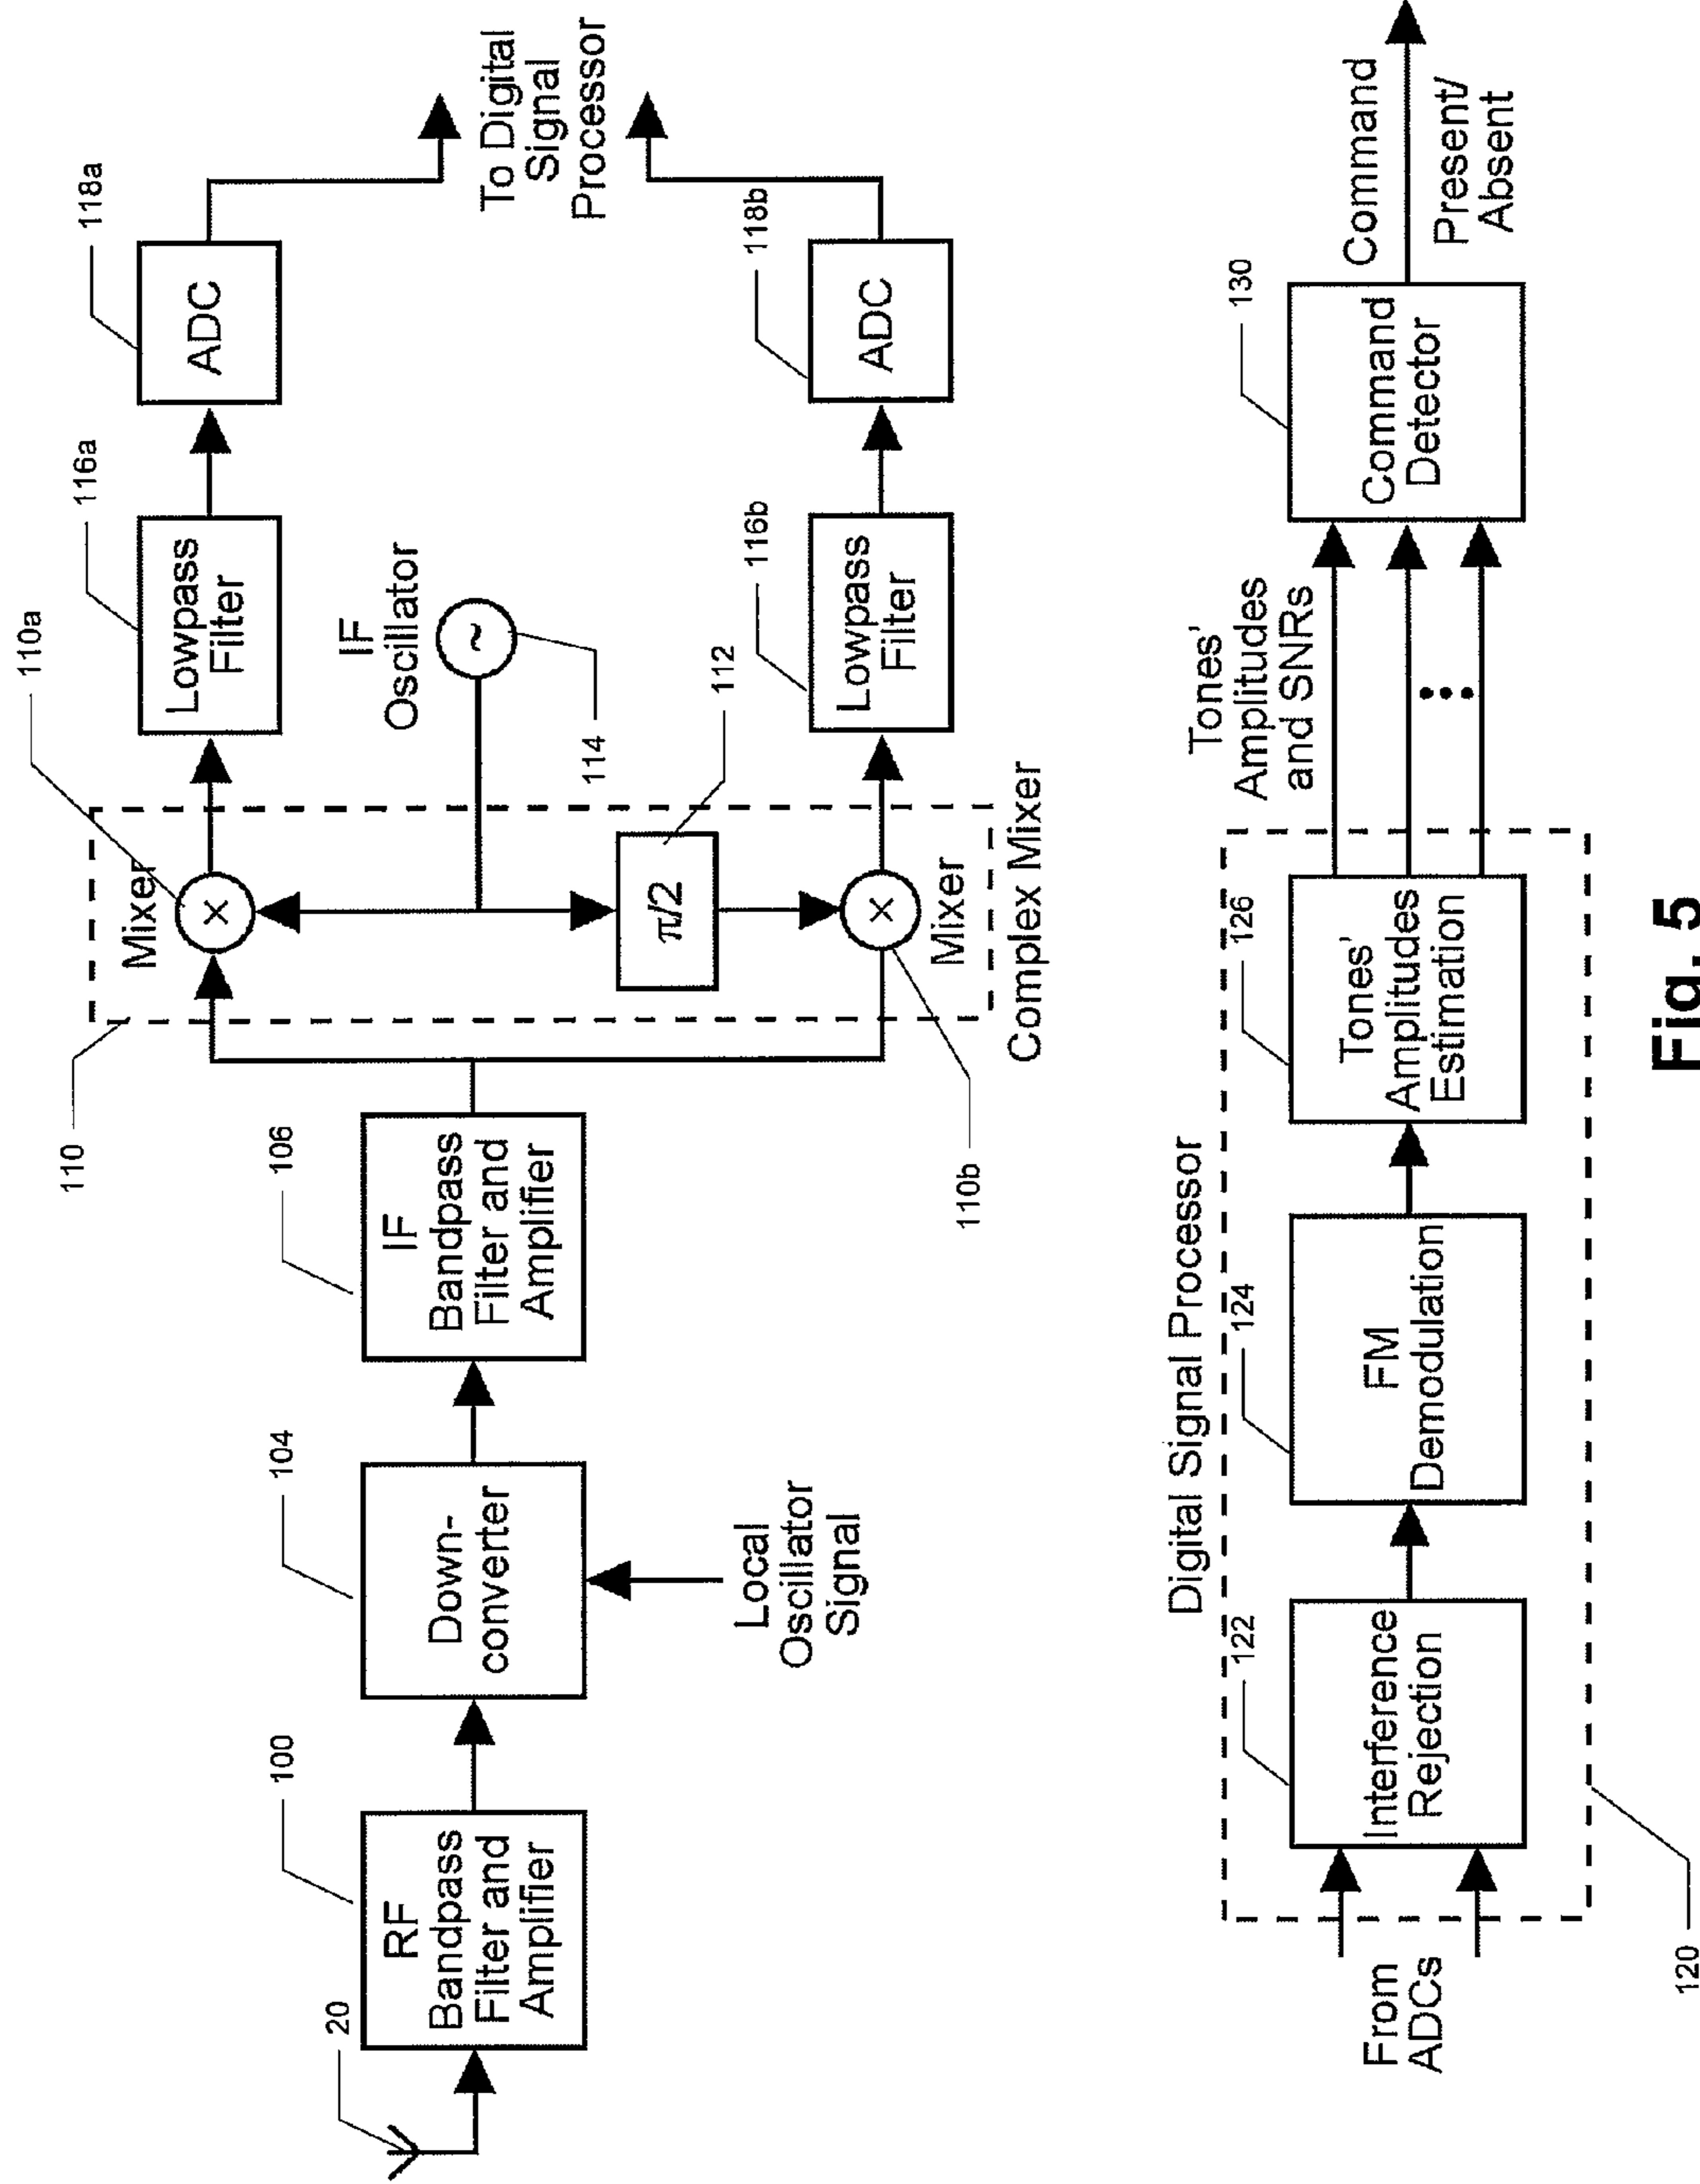 20
100
RF
Bandpass
Filter and
Amplifier
104
Down-
converter
Local
Oscillator
Signal
106
IF
Bandpass
Filter and
Amplifier
110
110a
Mixer
×
π/2
112
×
Mixer
110b
Complex Mixer
IF
Oscillator
~
114
116a
Lowpass
Filter
116b
Lowpass
Filter
118a
ADC
118b
ADC
To Digital
Signal
Processor
Digital Signal Processor
From
ADCs
120
122
Interference
Rejection
124
FM
Demodulation
126
Tones'
Amplitudes
Estimation
Tones'
Amplitudes
and SNRs
130
Command
Detector
Command
Present/
Absent
Fig. 5